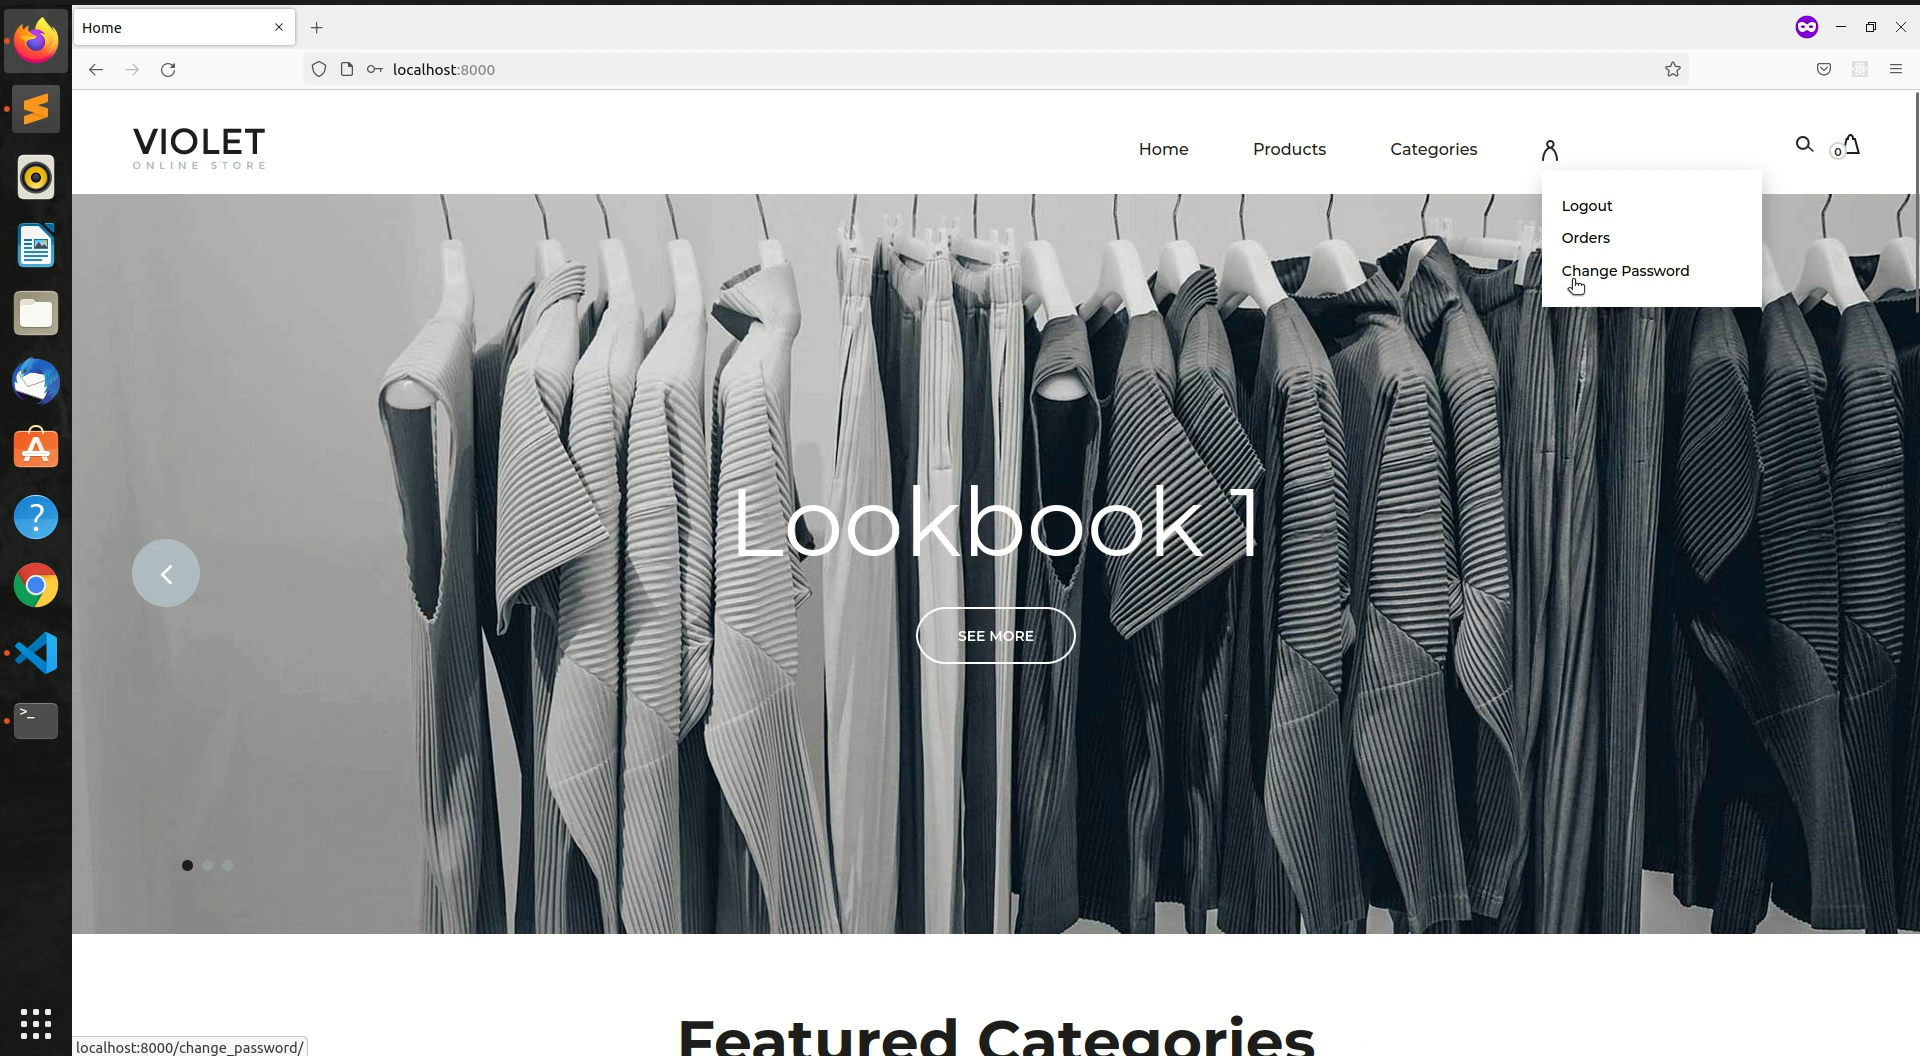 Home
localhost:8000
VIOLET
ONLINE STORE
Home
Products
Categories
0
Logout
Orders
Change Password
Lookbook 1
SEE MORE
Featured Categories
localhost:8000/change_password/